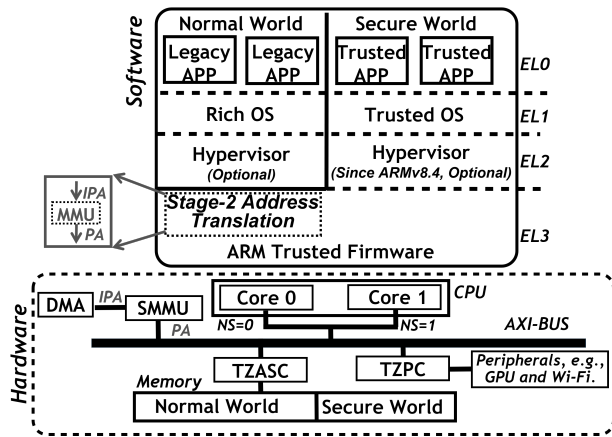 Software
Normal World
Secure World
Legacy APP
Legacy APP
Trusted APP
Trusted APP
EL0
Rich OS
Trusted OS
EL1
Hypervisor
(Optional)
Hypervisor
(Since ARMv8.4, Optional)
EL2
IPA
MMU
PA
Stage-2 Address
Translation
ARM Trusted Firmware
EL3
Hardware
DMA
IPA
SMMU
PA
Core 0
Core 1
CPU
NS=0
NS=1
AXI-BUS
TZASC
TZPC
Peripherals, e.g.,
GPU and Wi-Fi.
Memory
Normal World
Secure World